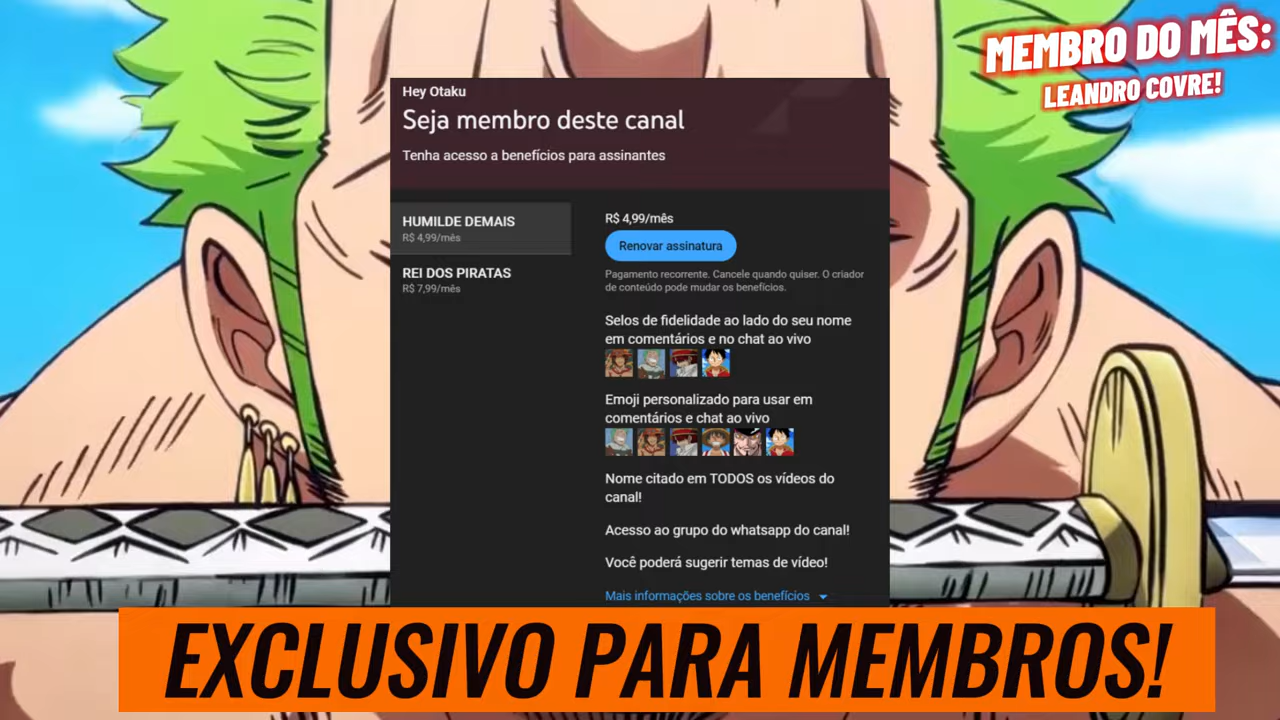 MEMBRO DO MÊS:
LEANDRO COVRE!
Hey Otaku
Seja membro deste canal
Tenha acesso a benefícios para assinantes
HUMILDE DEMAIS
R$ 4,99/mês
REI DOS PIRATAS
R$ 7,99/mês
R$ 4,99/mês
Renovar assinatura
Pagamento recorrente. Cancele quando quiser. O criador
de conteúdo pode mudar os benefícios.
Selos de fidelidade ao lado do seu nome
em comentários e no chat ao vivo
Emoji personalizado para usar em
comentários e chat ao vivo
Nome citado em TODOS os vídeos do
canal!
Acesso ao grupo do whatsapp do canal!
Você poderá sugerir temas de vídeo!
Mais informações sobre os benefícios
EXCLUSIVO PARA MEMBROS!